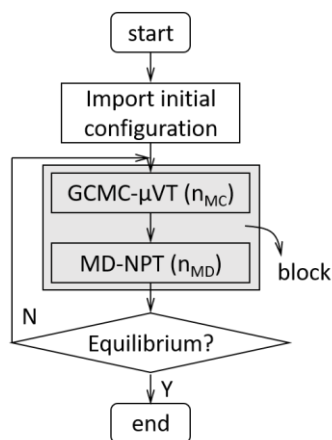 start
Import initial
configuration
GCMC-μVT (n_MC)
MD-NPT (n_MD)
block
N
Equilibrium?
Y
end